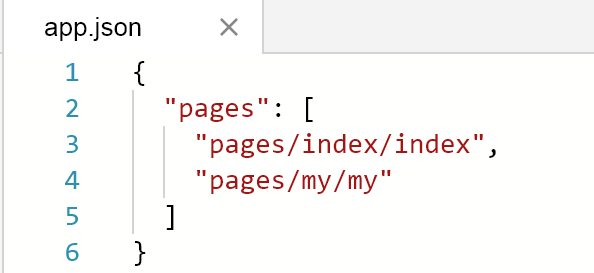 app.json ×
1 {
2 "pages": [
3 "pages/index/index",
4 "pages/my/my"
5 ]
6 }